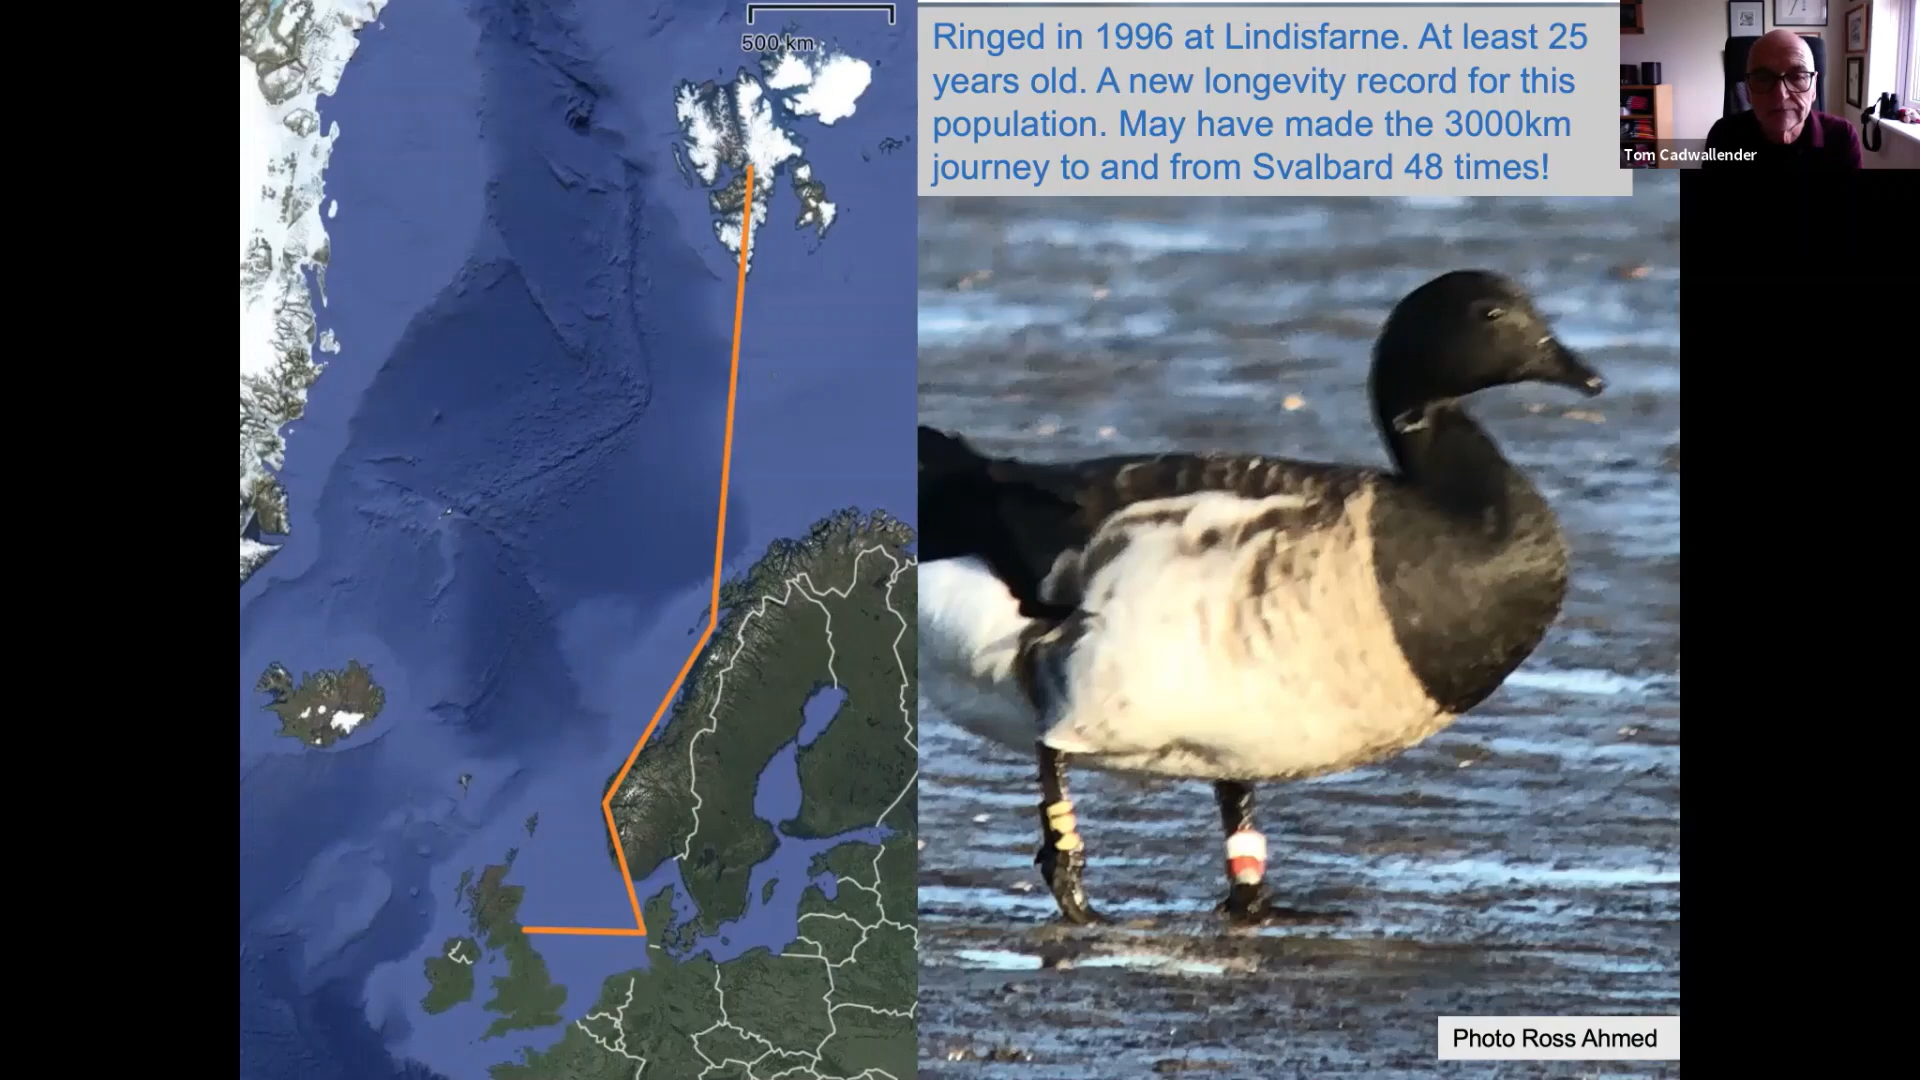 500 km
Ringed in 1996 at Lindisfarne. At least 25
years old. A new longevity record for this
population. May have made the 3000km
journey to and from Svalbard 48 times!
Tom Cadwallender
Photo Ross Ahmed